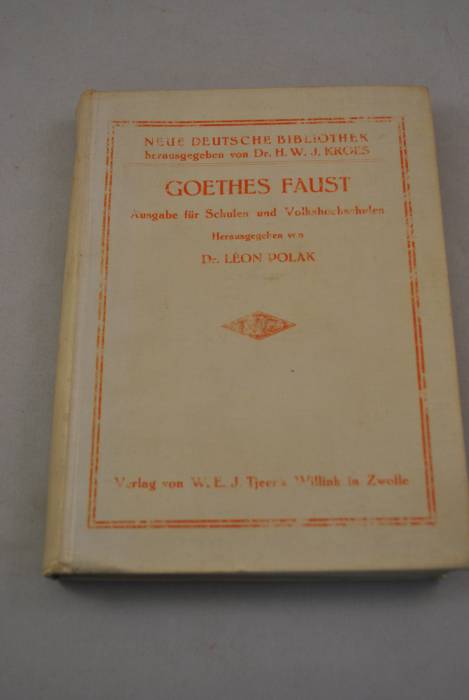 NEUE DEUTSCHE BIBLIOTHEK
herausgegeben von Dr. H. W. J. KROES
GOETHES FAUST
Ausgabe für Schulen und Volkshochschulen
Herausgegeben von
Dr. LÉON POLAK
Verlag von W. E. J. Tjeenk Willink in Zwolle